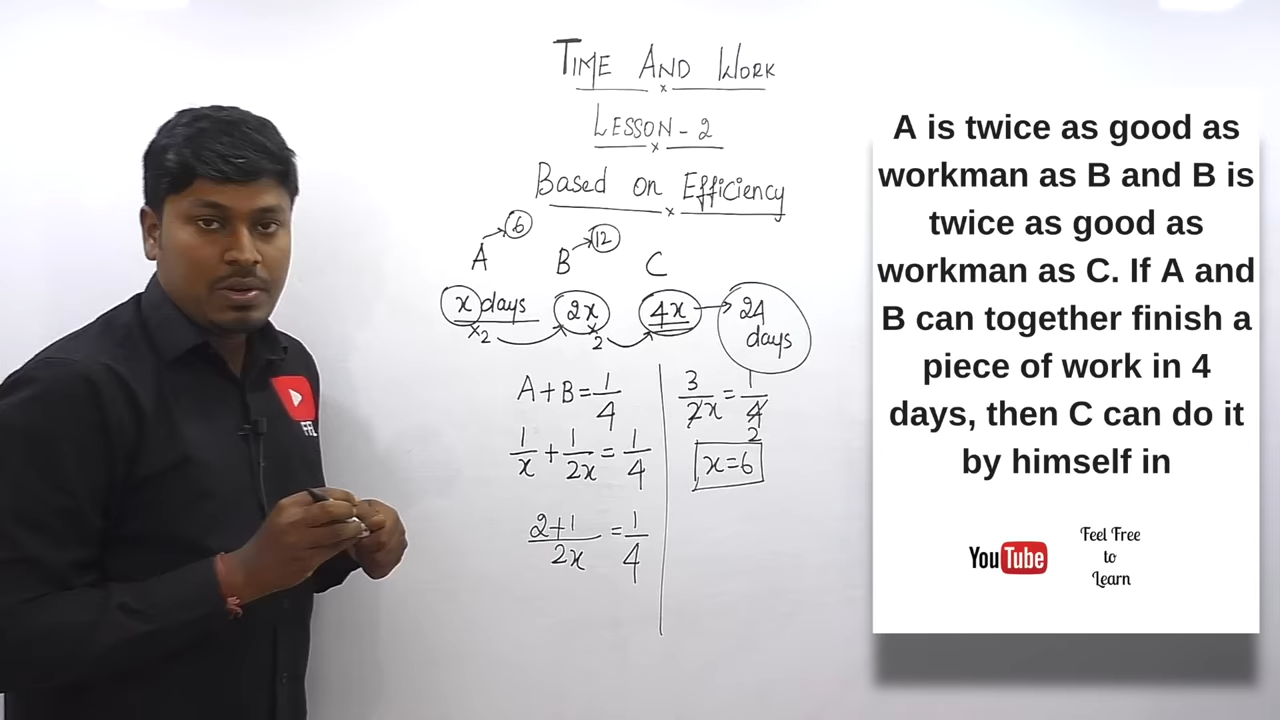 TIME AND WORK
x
LESSON - 2
x
Based on Efficiency
x
6
12
A B C
x days 2x 4x 24 days
x2 x2
A + B = 1/4
1/x + 1/2x = 1/4
2+1/2x = 1/4
3/2x = 1/4
2
x = 6
FEL
A is twice as good as
workman as B and B is
twice as good as
workman as C. If A and
B can together finish a
piece of work in 4
days, then C can do it
by himself in
YouTube
Feel Free
to
Learn